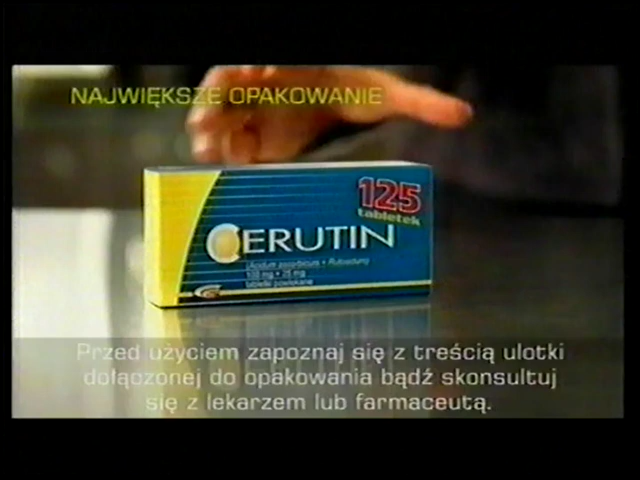 NAJWIĘKSZE OPAKOWANIE
125
tabletek
CERUTIN
(Acidum ascorbicum + Rutosidum)
100 mg + 25 mg
tabletki powlekane
Przed użyciem zapoznaj się z treścią ulotki
dołączonej do opakowania bądź skonsultuj
się z lekarzem lub farmaceutą.